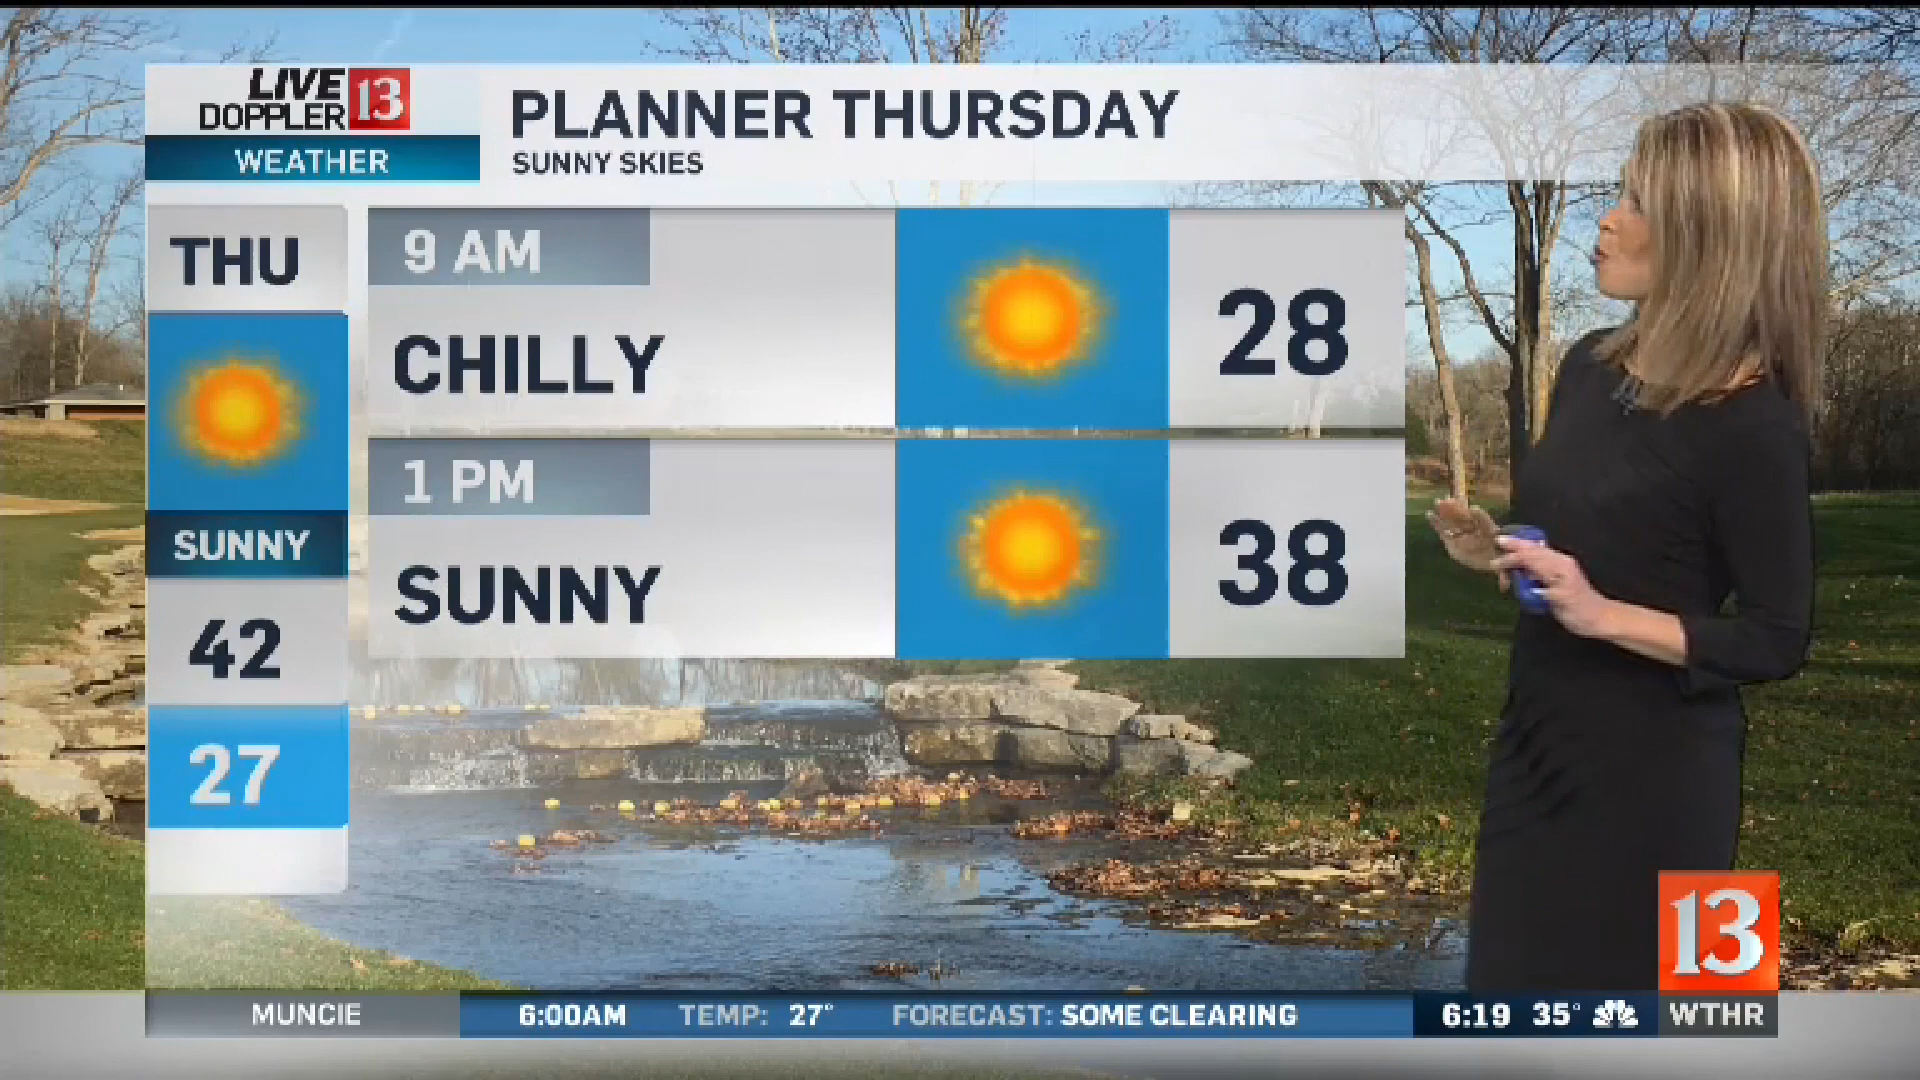 LIVE
DOPPLER 13
WEATHER
PLANNER THURSDAY
SUNNY SKIES
THU
SUNNY
42
27
9 AM
CHILLY
28
1 PM
SUNNY
38
13
MUNCIE
6:00AM TEMP: 27° FORECAST: SOME CLEARING
6:19 35°
WTHR